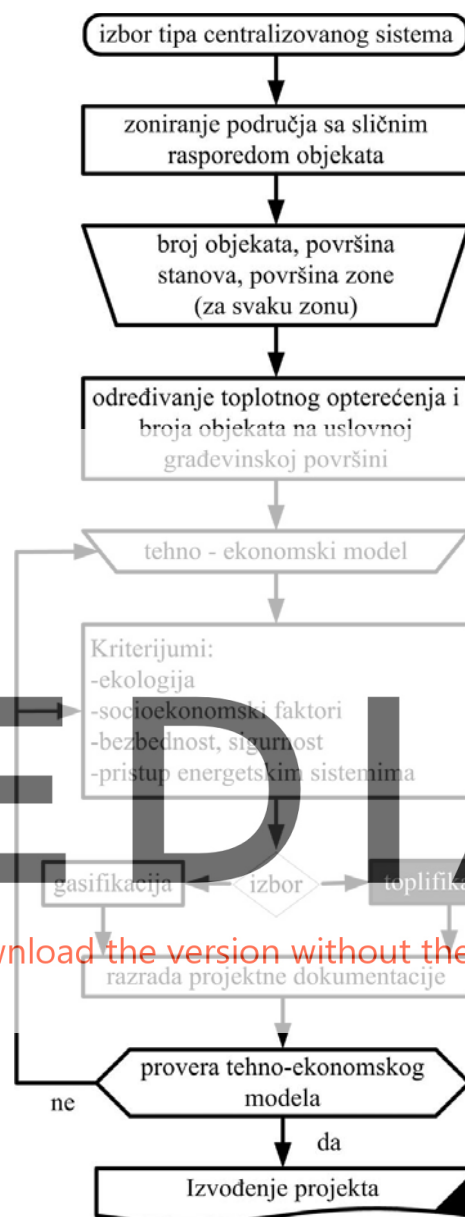 izbor tipa centralizovanog sistema
zoniranje područja sa sličnim
rasporedom objekata
broj objekata, površina
stanova, površina zone
(za svaku zonu)
određivanje toplotnog opterećenja i
broja objekata na uslovnoj
građevinskoj površini
tehno - ekonomski model
Kriterijumi:
-ekologija
-socioekonomski faktori
-bezbednost, sigurnost
-pristup energetskim sistemima
EDIA
gasifikacija
izbor
toplifika
wnload the version without the
razrada projektne dokumentacije
provera tehno-ekonomskog
modela
ne
da
Izvođenje projekta